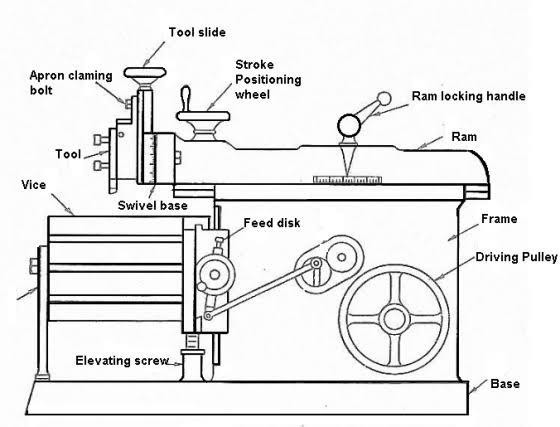 Tool slide
Apron claming
bolt
Stroke
Positioning
wheel
Ram locking handle
Ram
Tool
Swivel base
Vice
Feed disk
Frame
Driving Pulley
Elevating screw
Base